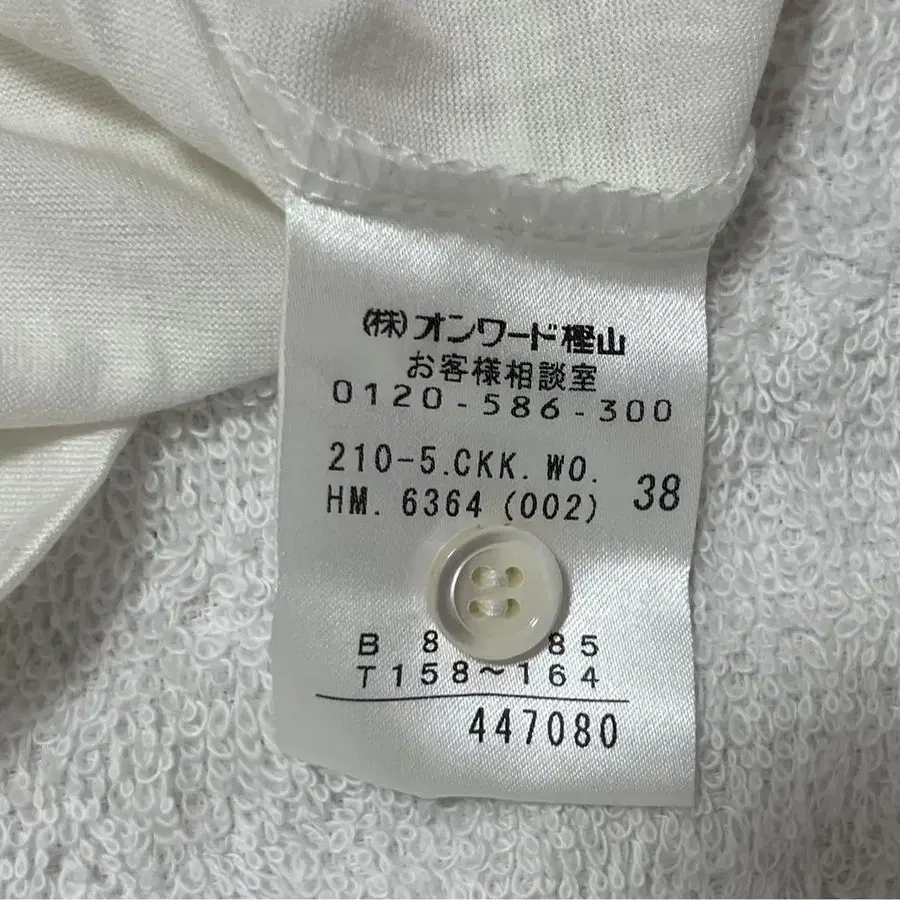 (株)オンワード樫山
お客様相談室
0120-586-300
210-5.CKK.WO.
HM. 6364 (002) 38
B 8 85
T158~164
447080